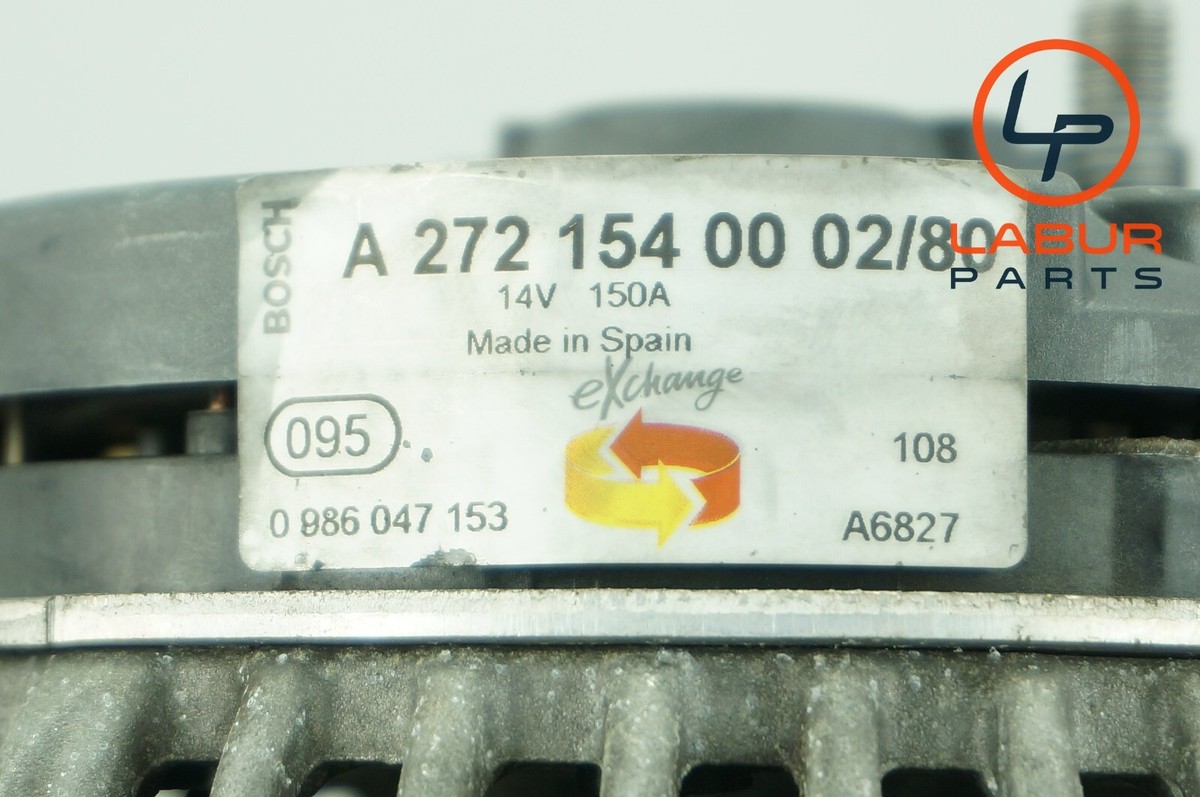 LP
LABUR
PARTS
BOSCH
A 272 154 00 02/80
14V 150A
Made in Spain
eXchange
095
108
0 986 047 153
A6827